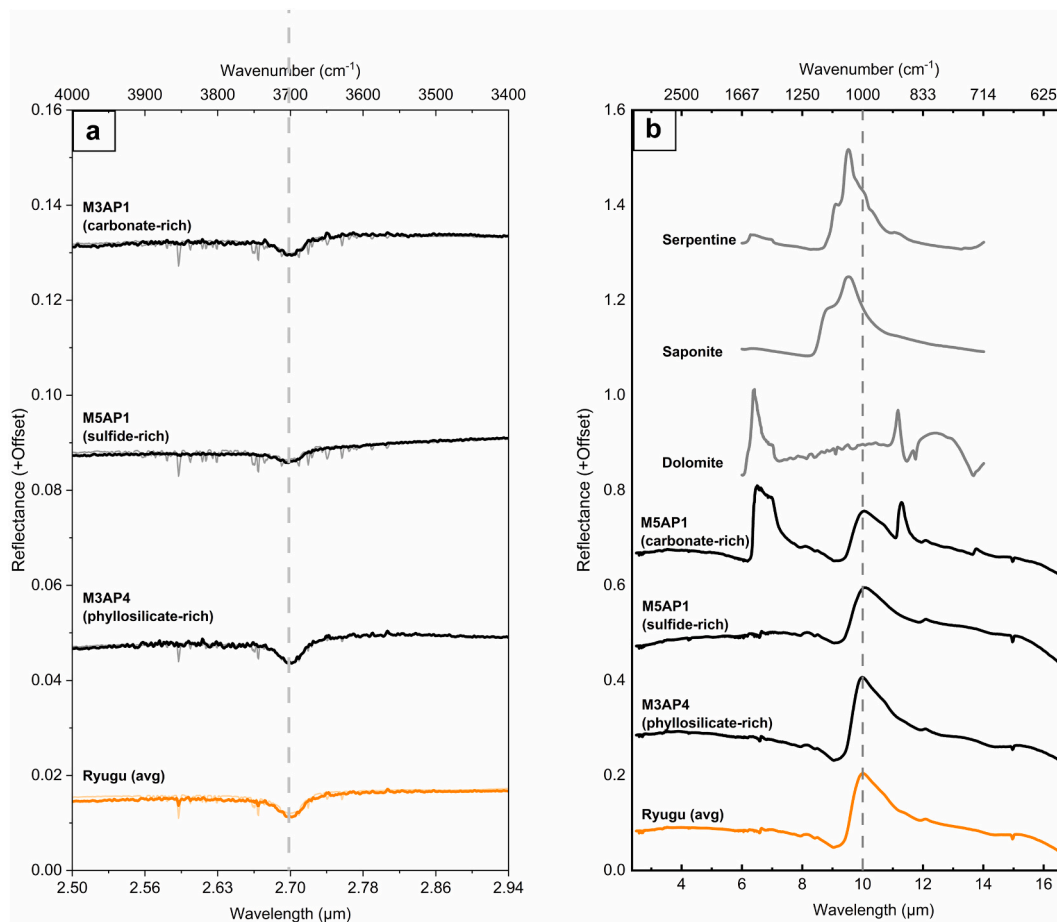 Wavenumber (cm⁻¹)
4000 3900 3800 3700 3600 3500 3400
a
0.16
0.14
0.12
0.10
0.08
0.06
0.04
0.02
0.00
Reflectance (+Offset)
M3AP1
(carbonate-rich)
M5AP1
(sulfide-rich)
M3AP4
(phyllosilicate-rich)
Ryugu (avg)
2.50 2.56 2.63 2.70 2.78 2.86 2.94
Wavelength (µm)
Wavenumber (cm⁻¹)
2500 1667 1250 1000 833 714 625
b
1.6
1.4
1.2
1.0
0.8
0.6
0.4
0.2
0.0
Reflectance (+Offset)
Serpentine
Saponite
Dolomite
M5AP1
(carbonate-rich)
M5AP1
(sulfide-rich)
M3AP4
(phyllosilicate-rich)
Ryugu (avg)
4 6 8 10 12 14 16
Wavelength (µm)